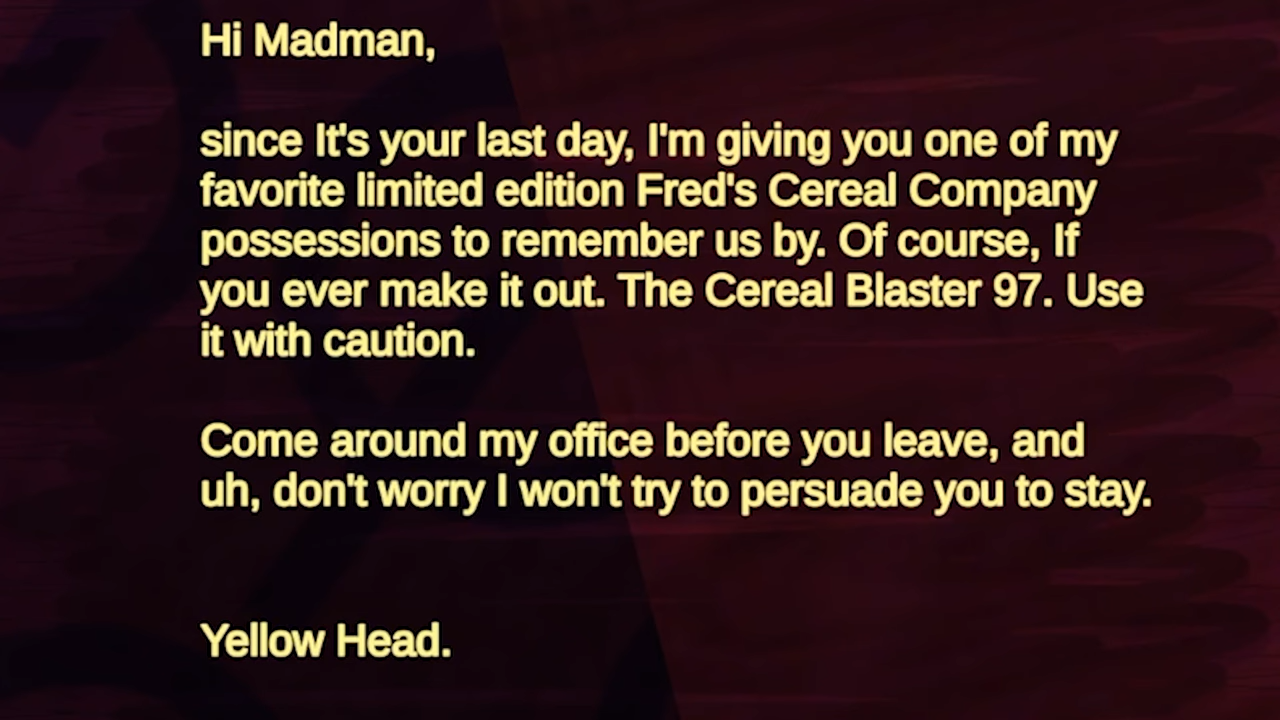 Hi Madman,
since It's your last day, I'm giving you one of my
favorite limited edition Fred's Cereal Company
possessions to remember us by. Of course, If
you ever make it out. The Cereal Blaster 97. Use
it with caution.
Come around my office before you leave, and
uh, don't worry I won't try to persuade you to stay.
Yellow Head.